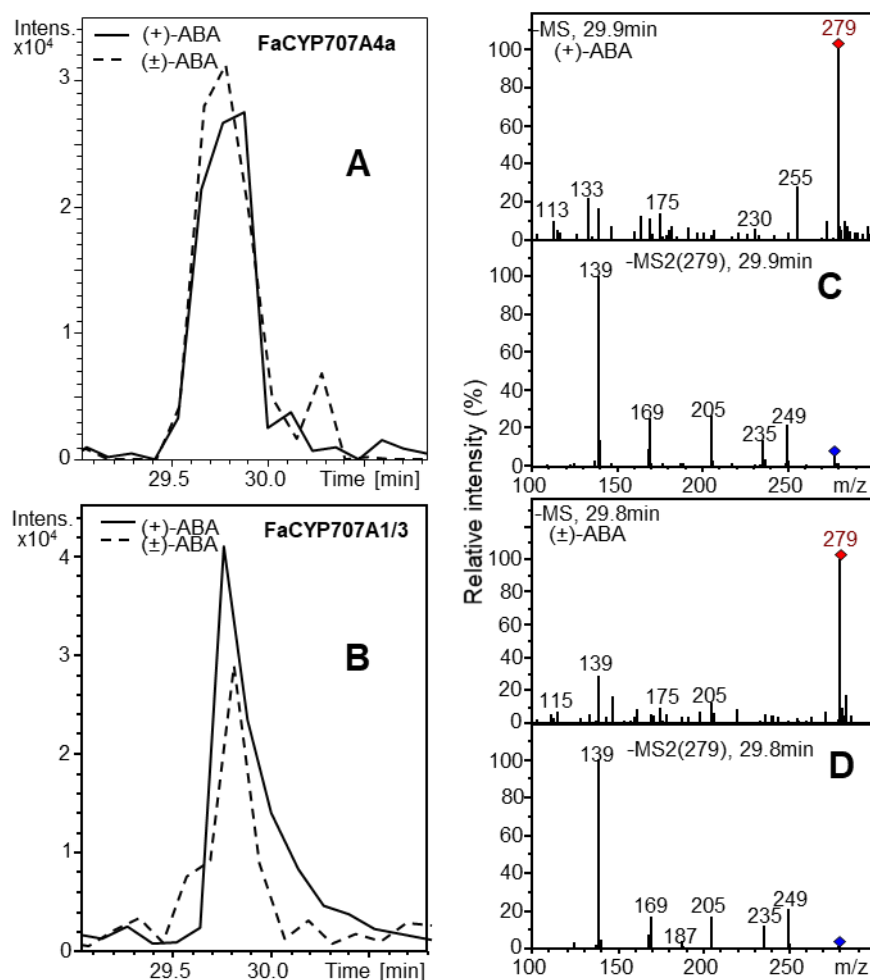 Intens.
x10⁴
(+)-ABA
(±)-ABA
FaCYP707A4a
A
3
2
1
0
29.5 30.0 Time [min]
Intens.
x10⁴
(+)-ABA
(±)-ABA
FaCYP707A1/3
B
4
3
2
1
0
29.5 30.0 Time [min]
Relative intensity (%)
-MS, 29.9min
(+)-ABA
279
100
80
60
40
20
0
113 133 175 230 255
-MS2(279), 29.9min
C
100
80
60
40
20
0
139 169 205 235 249
100 150 200 250 m/z
-MS, 29.8min
(±)-ABA
279
100
80
60
40
20
0
115 139 175 205
-MS2(279), 29.8min
D
100
80
60
40
20
0
139 169 187 205 235 249
100 150 200 250 m/z